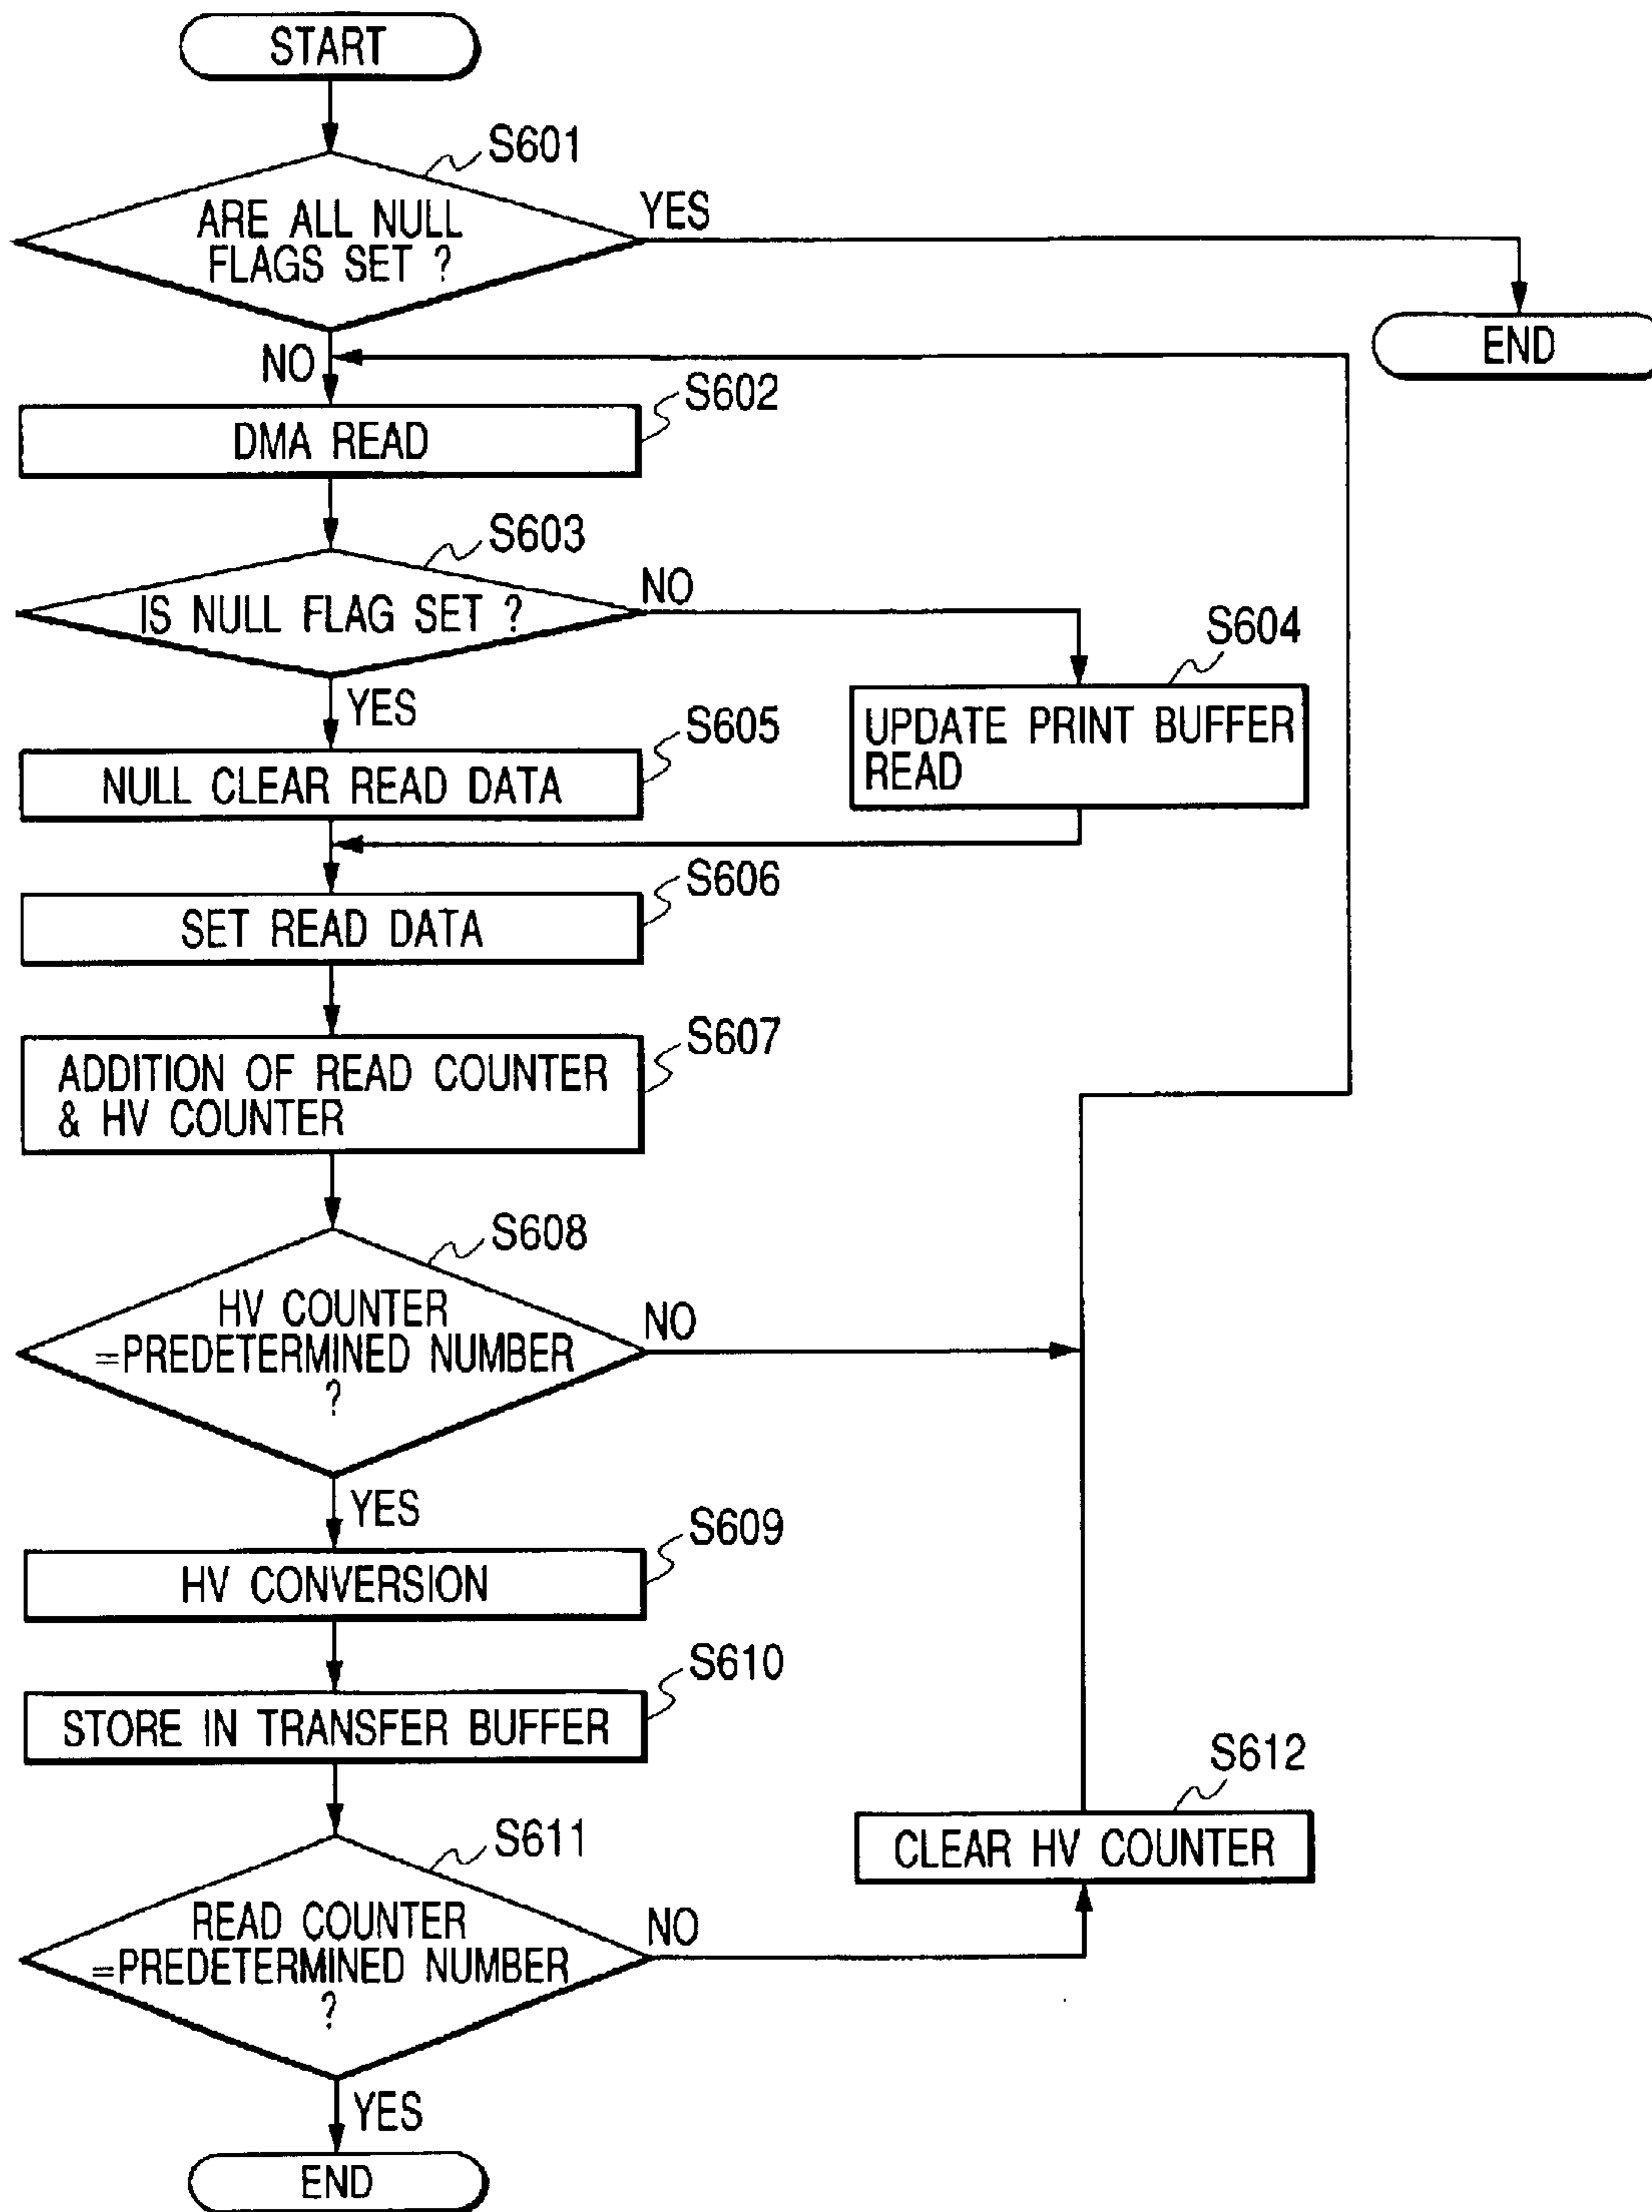 START
S601
ARE ALL NULL
FLAGS SET ?
YES
END
NO
S602
DMA READ
S603
IS NULL FLAG SET ?
NO
S604
YES
UPDATE PRINT BUFFER
READ
S605
NULL CLEAR READ DATA
S606
SET READ DATA
S607
ADDITION OF READ COUNTER
& HV COUNTER
S608
HV COUNTER
=PREDETERMINED NUMBER
?
NO
YES
S609
HV CONVERSION
S610
STORE IN TRANSFER BUFFER
S612
CLEAR HV COUNTER
S611
READ COUNTER
=PREDETERMINED NUMBER
?
NO
YES
END